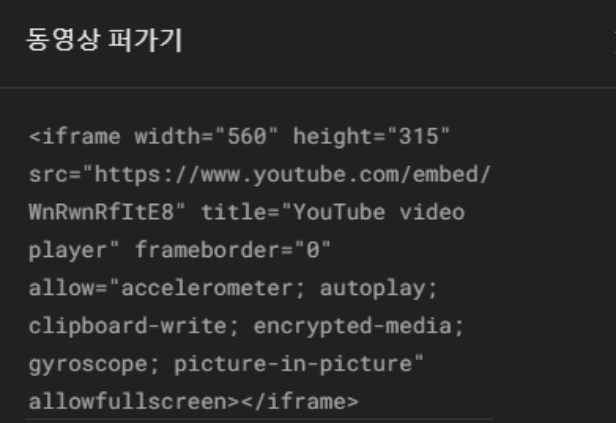 동영상 퍼가기
<iframe width="560" height="315"
src="https://www.youtube.com/embed/
WnRwnRfItE8" title="YouTube video
player" frameborder="0"
allow="accelerometer; autoplay;
clipboard-write; encrypted-media;
gyroscope; picture-in-picture"
allowfullscreen></iframe>